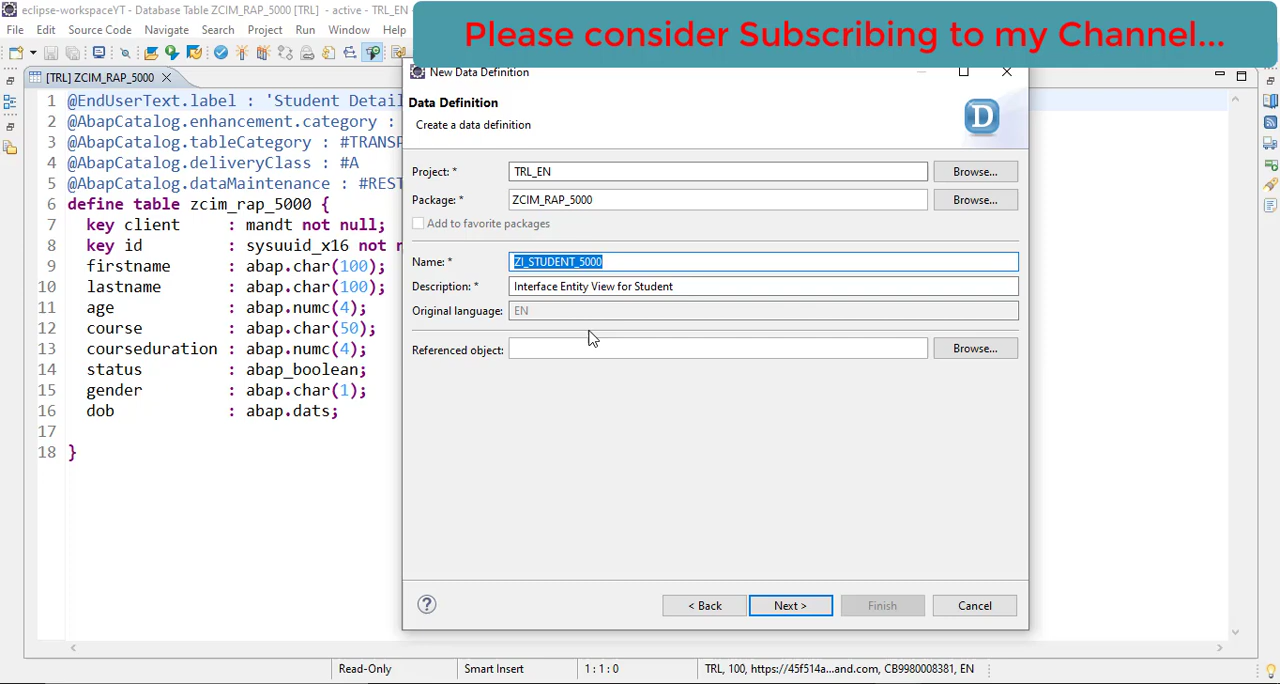 eclipse-workspaceYT - Database Table ZCIM_RAP_5000 [TRL] - active - TRL_EN
Please consider Subscribing to my Channel...
File Edit Source Code Navigate Search Project Run Window Help
[TRL] ZCIM_RAP_5000
1 @EndUserText.label : 'Student Detai
2 @AbapCatalog.enhancement.category :
3 @AbapCatalog.tableCategory : #TRANSP
4 @AbapCatalog.deliveryClass : #A
5 @AbapCatalog.dataMaintenance : #REST
6 define table zcim_rap_5000 {
7 key client : mandt not null;
8 key id : sysuuid_x16 not n
9 firstname : abap.char(100);
10 lastname : abap.char(100);
11 age : abap.numc(4);
12 course : abap.char(50);
13 courseduration : abap.numc(4);
14 status : abap_boolean;
15 gender : abap.char(1);
16 dob : abap.dats;
17
18 }
New Data Definition
Data Definition
Create a data definition
D
Project: * TRL_EN Browse...
Package: * ZCIM_RAP_5000 Browse...
Add to favorite packages
Name: * ZI_STUDENT_5000
Description: * Interface Entity View for Student
Original language: EN
Referenced object: Browse...
? < Back Next > Finish Cancel
Read-Only Smart Insert 1 : 1 : 0 TRL, 100, https://45f514a...and.com, CB9980008381, EN